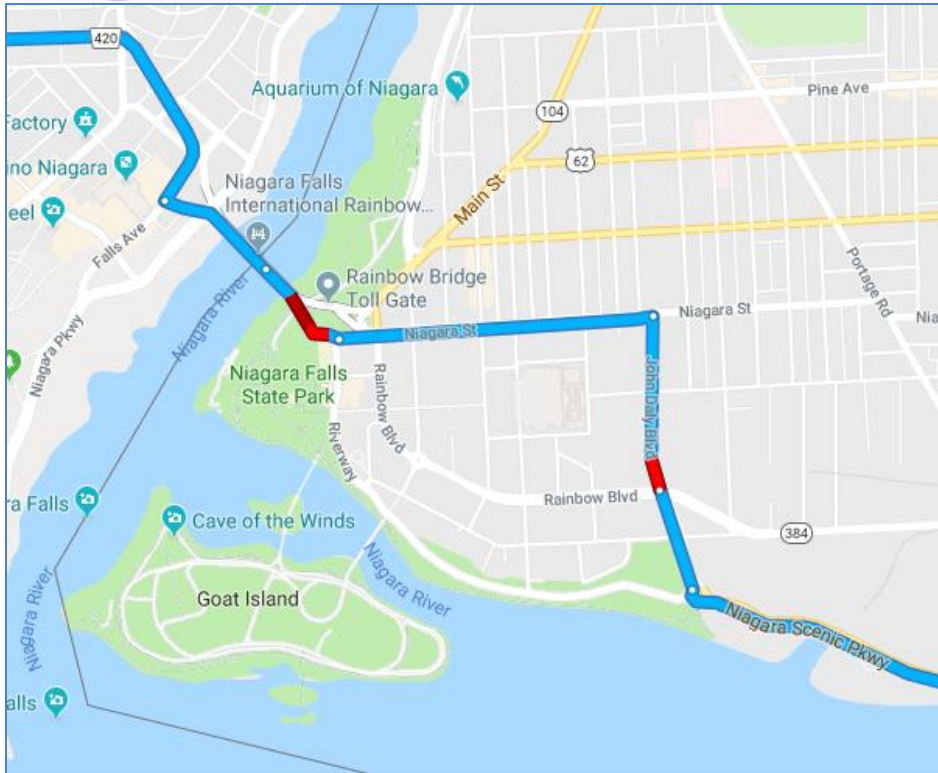 420
Aquarium of Niagara
Pine Ave
104
Factory
62
ino Niagara
Main St
Niagara Falls
International Rainbow...
eel
Falls Ave
Portage Rd
Rainbow Bridge
Toll Gate
Niagara River
Niagara St
Niagara St
Nia
Niagara Pkwy
John Daly Blvd
Niagara Falls
State Park
Rainbow Blvd
Riverway
Rainbow Blvd
ra Falls
Cave of the Winds
384
Niagara River
Goat Island
Niagara River
Niagara Scenic Pkwy
alls